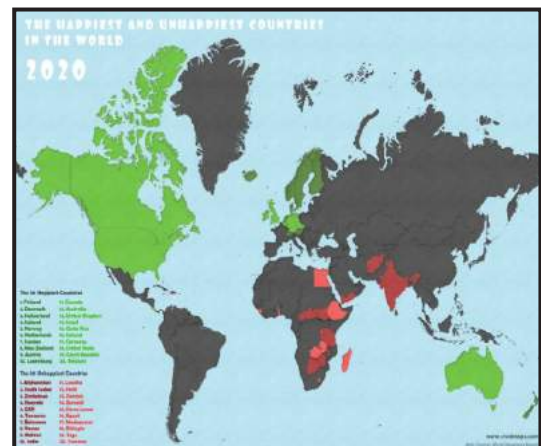 THE HAPPIEST AND UNHAPPIEST COUNTRIES
IN THE WORLD
2020
The 20 Happiest Countries
1. Finland
2. Denmark
3. Switzerland
4. Iceland
5. Norway
6. Netherlands
7. Sweden
8. New Zealand
9. Austria
10. Luxembourg
11. Canada
12. Australia
13. United Kingdom
14. Israel
15. Costa Rica
16. Ireland
17. Germany
18. United States
19. Czech Republic
20. Belgium
The 20 Unhappiest Countries
1. Afghanistan
2. South Sudan
3. Zimbabwe
4. Rwanda
5. CAR
6. Tanzania
7. Botswana
8. Yemen
9. Malawi
10. India
11. Lesotho
12. Haiti
13. Zambia
14. Burundi
15. Sierra Leone
16. Egypt
17. Madagascar
18. Ethiopia
19. Togo